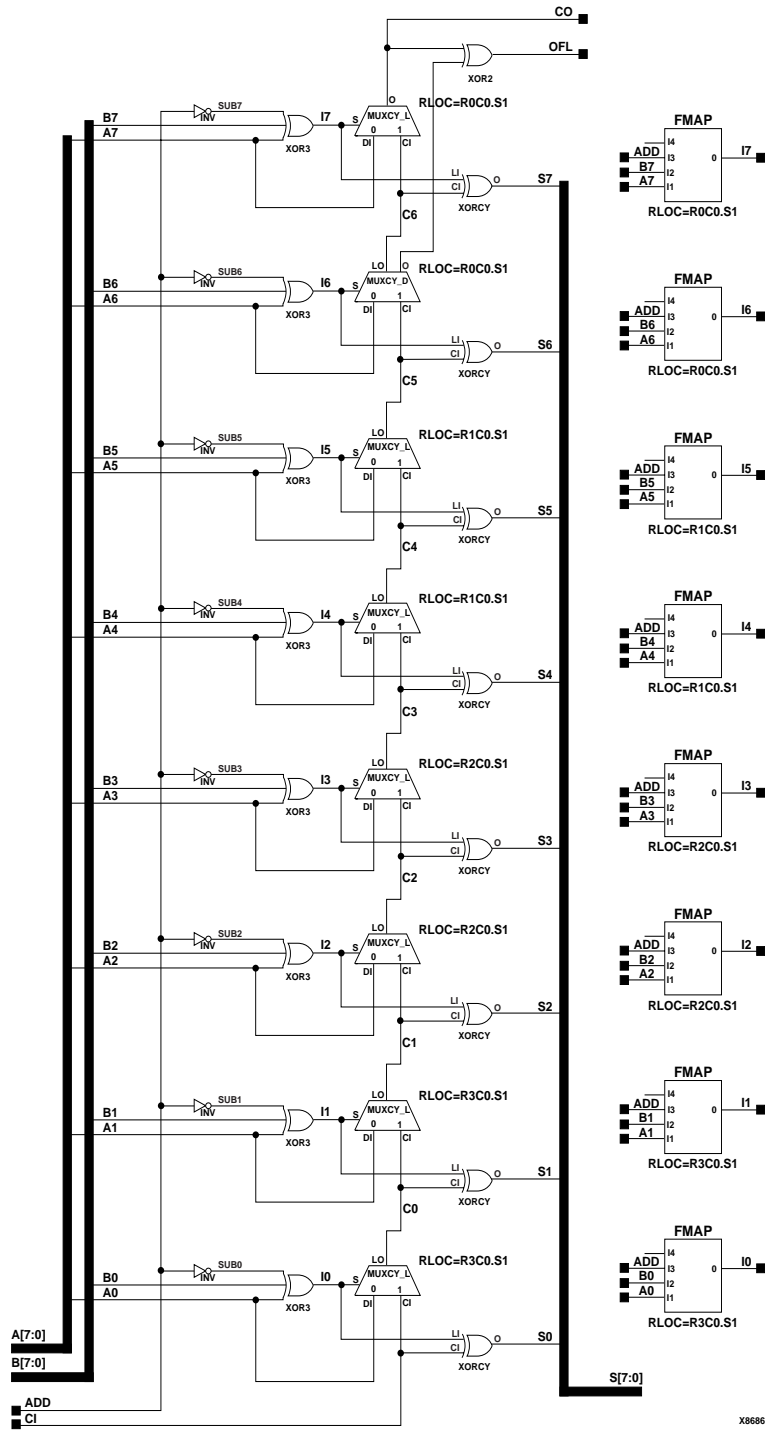 CO
OFL
XOR2
SUB7
INV
B7
A7
XOR3
I7
S
O
MUXCY_L
0 1
DI CI
RLOC=R0C0.S1
LI
CI
O
XORCY
S7
C6
SUB6
INV
B6
A6
XOR3
I6
S
LO O
MUXCY_D
0 1
DI CI
RLOC=R0C0.S1
LI
CI
O
XORCY
S6
C5
SUB5
INV
B5
A5
XOR3
I5
S
LO
MUXCY_L
0 1
DI CI
RLOC=R1C0.S1
LI
CI
O
XORCY
S5
C4
SUB4
INV
B4
A4
XOR3
I4
S
LO
MUXCY_L
0 1
DI CI
RLOC=R1C0.S1
LI
CI
O
XORCY
S4
C3
SUB3
INV
B3
A3
XOR3
I3
S
LO
MUXCY_L
0 1
DI CI
RLOC=R2C0.S1
LI
CI
O
XORCY
S3
C2
SUB2
INV
B2
A2
XOR3
I2
S
LO
MUXCY_L
0 1
DI CI
RLOC=R2C0.S1
LI
CI
O
XORCY
S2
C1
SUB1
INV
B1
A1
XOR3
I1
S
LO
MUXCY_L
0 1
DI CI
RLOC=R3C0.S1
LI
CI
O
XORCY
S1
C0
SUB0
INV
B0
A0
XOR3
I0
S
LO
MUXCY_L
0 1
DI CI
RLOC=R3C0.S1
LI
CI
O
XORCY
S0
A[7:0]
B[7:0]
ADD
CI
S[7:0]
FMAP
I4
ADD I3 0 I7
B7 I2
A7 I1
RLOC=R0C0.S1
FMAP
I4
ADD I3 0 I6
B6 I2
A6 I1
RLOC=R0C0.S1
FMAP
I4
ADD I3 0 I5
B5 I2
A5 I1
RLOC=R1C0.S1
FMAP
I4
ADD I3 0 I4
B4 I2
A4 I1
RLOC=R1C0.S1
FMAP
I4
ADD I3 0 I3
B3 I2
A3 I1
RLOC=R2C0.S1
FMAP
I4
ADD I3 0 I2
B2 I2
A2 I1
RLOC=R2C0.S1
FMAP
I4
ADD I3 0 I1
B1 I2
A1 I1
RLOC=R3C0.S1
FMAP
I4
ADD I3 0 I0
B0 I2
A0 I1
RLOC=R3C0.S1
X8686